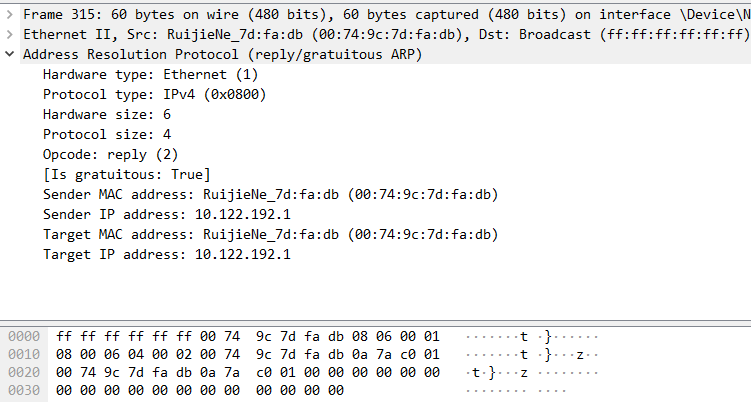 Frame 315: 60 bytes on wire (480 bits), 60 bytes captured (480 bits) on interface \Device\N
Ethernet II, Src: RuijieNe_7d:fa:db (00:74:9c:7d:fa:db), Dst: Broadcast (ff:ff:ff:ff:ff:ff)
Address Resolution Protocol (reply/gratuitous ARP)
Hardware type: Ethernet (1)
Protocol type: IPv4 (0x0800)
Hardware size: 6
Protocol size: 4
Opcode: reply (2)
[Is gratuitous: True]
Sender MAC address: RuijieNe_7d:fa:db (00:74:9c:7d:fa:db)
Sender IP address: 10.122.192.1
Target MAC address: RuijieNe_7d:fa:db (00:74:9c:7d:fa:db)
Target IP address: 10.122.192.1
0000 ff ff ff ff ff ff 00 74 9c 7d fa db 08 06 00 01 ·······t ·}······
0010 08 00 06 04 00 02 00 74 9c 7d fa db 0a 7a c0 01 ·······t ·}···z··
0020 00 74 9c 7d fa db 0a 7a c0 01 00 00 00 00 00 00 ·t·}···z ········
0030 00 00 00 00 00 00 00 00 00 00 00 00 ········ ····